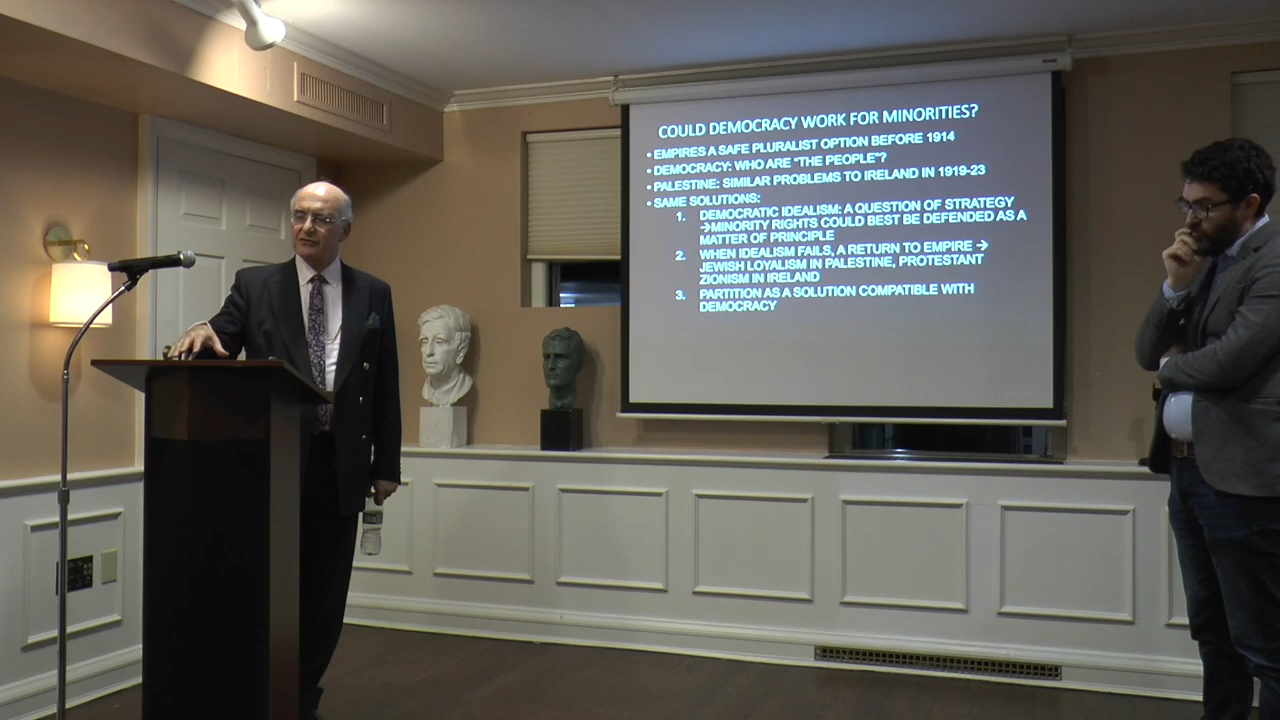 COULD DEMOCRACY WORK FOR MINORITIES?
• EMPIRES A SAFE PLURALIST OPTION BEFORE 1914
• DEMOCRACY: WHO ARE “THE PEOPLE”?
• PALESTINE: SIMILAR PROBLEMS TO IRELAND IN 1919-23
• SAME SOLUTIONS:
1. DEMOCRATIC IDEALISM: A QUESTION OF STRATEGY
→MINORITY RIGHTS COULD BEST BE DEFENDED AS A
MATTER OF PRINCIPLE
2. WHEN IDEALISM FAILS, A RETURN TO EMPIRE →
JEWISH LOYALISM IN PALESTINE, PROTESTANT
ZIONISM IN IRELAND
3. PARTITION AS A SOLUTION COMPATIBLE WITH
DEMOCRACY